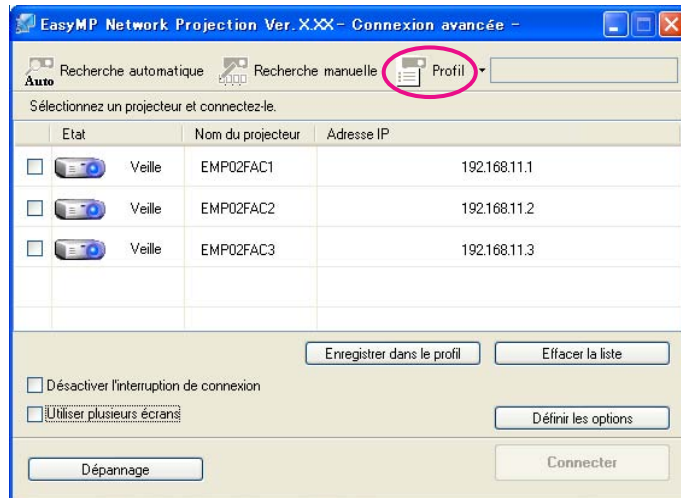 EasyMP Network Projection Ver.X.XX - Connexion avancée -
Auto Recherche automatique Recherche manuelle Profil
Sélectionnez un projecteur et connectez-le.
Etat Nom du projecteur Adresse IP
Veille EMP02FAC1 192.168.11.1
Veille EMP02FAC2 192.168.11.2
Veille EMP02FAC3 192.168.11.3
Enregistrer dans le profil Effacer la liste
Désactiver l'interruption de connexion
Utiliser plusieurs écrans Définir les options
Dépannage Connecter